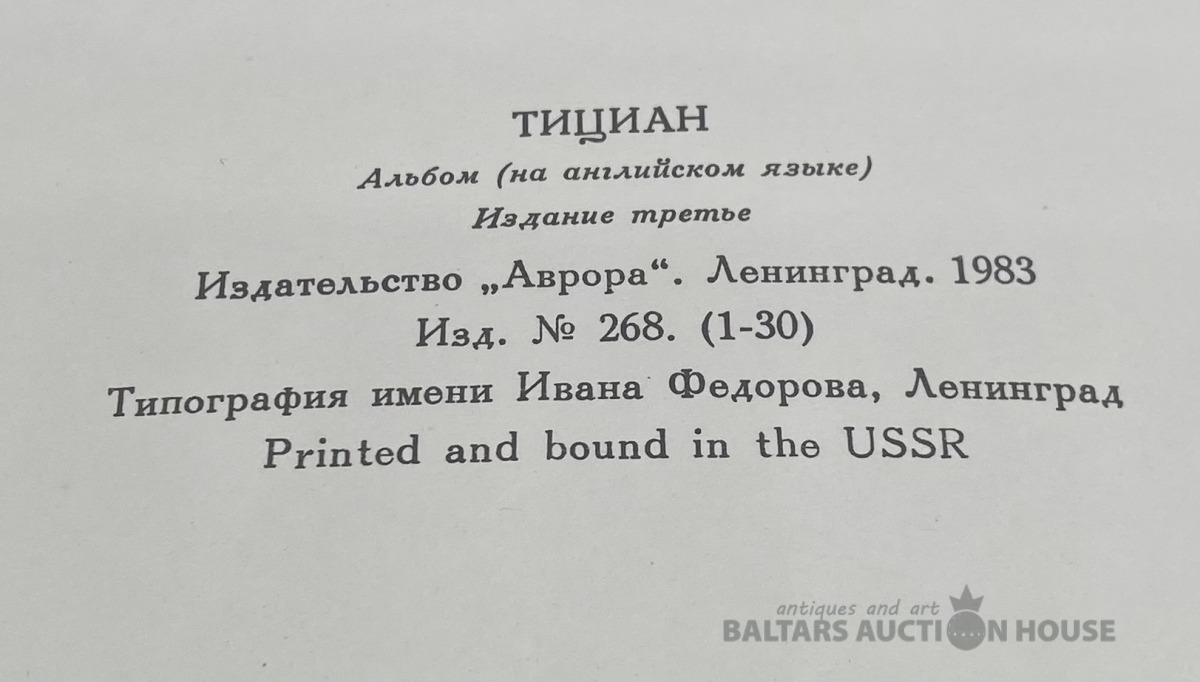 ТИЦИАН
Альбом (на английском языке)
Издание третье
Издательство „Аврора“. Ленинград. 1983
Изд. № 268. (1-30)
Типография имени Ивана Федорова, Ленинград
Printed and bound in the USSR
antiques and art
BALTARS AUCTION HOUSE